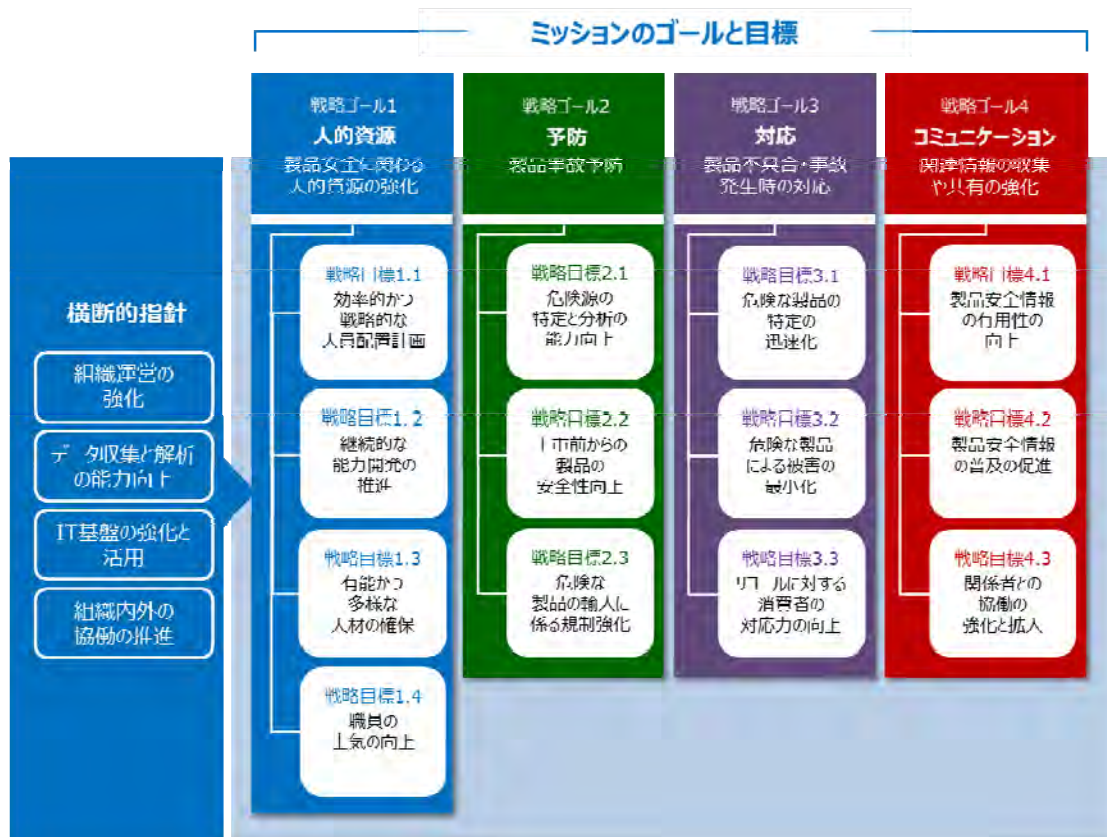 ミッションのゴールと目標
戦略ゴール1
人的資源
製品安全に関わる
人的資源の強化
戦略ゴール2
予防
製品事故予防
戦略ゴール3
対応
製品不具合・事故
発生時の対応
戦略ゴール4
コミュニケーション
関連情報の収集
や共有の強化
横断的指針
組織運営の
強化
データ収集と解析
の能力向上
IT基盤の強化と
活用
組織内外の
協働の推進
戦略目標1.1
効率的かつ
戦略的な
人員配置計画
戦略目標1.2
継続的な
能力開発の
推進
戦略目標1.3
有能かつ
多様な
人材の確保
戦略目標1.4
職員の
士気の向上
戦略目標2.1
危険源の
特定と分析の
能力向上
戦略目標2.2
上市前からの
製品の
安全性向上
戦略目標2.3
危険な
製品の輸入に
係る規制強化
戦略目標3.1
危険な製品の
特定の
迅速化
戦略目標3.2
危険な製品
による被害の
最小化
戦略目標3.3
リコールに対する
消費者の
対応力の向上
戦略目標4.1
製品安全情報
の有用性の
向上
戦略目標4.2
製品安全情報
の普及の促進
戦略目標4.3
関係者との
協働の
強化と拡大